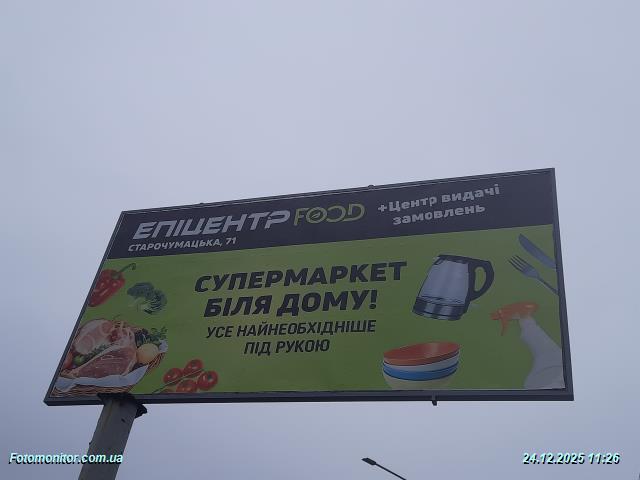 ЕПІЦЕНТР FOOD
СТАРОЧУМАЦЬКА, 71
+Центр видачі
замовлень
СУПЕРМАРКЕТ
БІЛЯ ДОМУ!
УСЕ НАЙНЕОБХІДНІШЕ
ПІД РУКОЮ
Fotomonitor.com.ua
24.12.2025 11:26